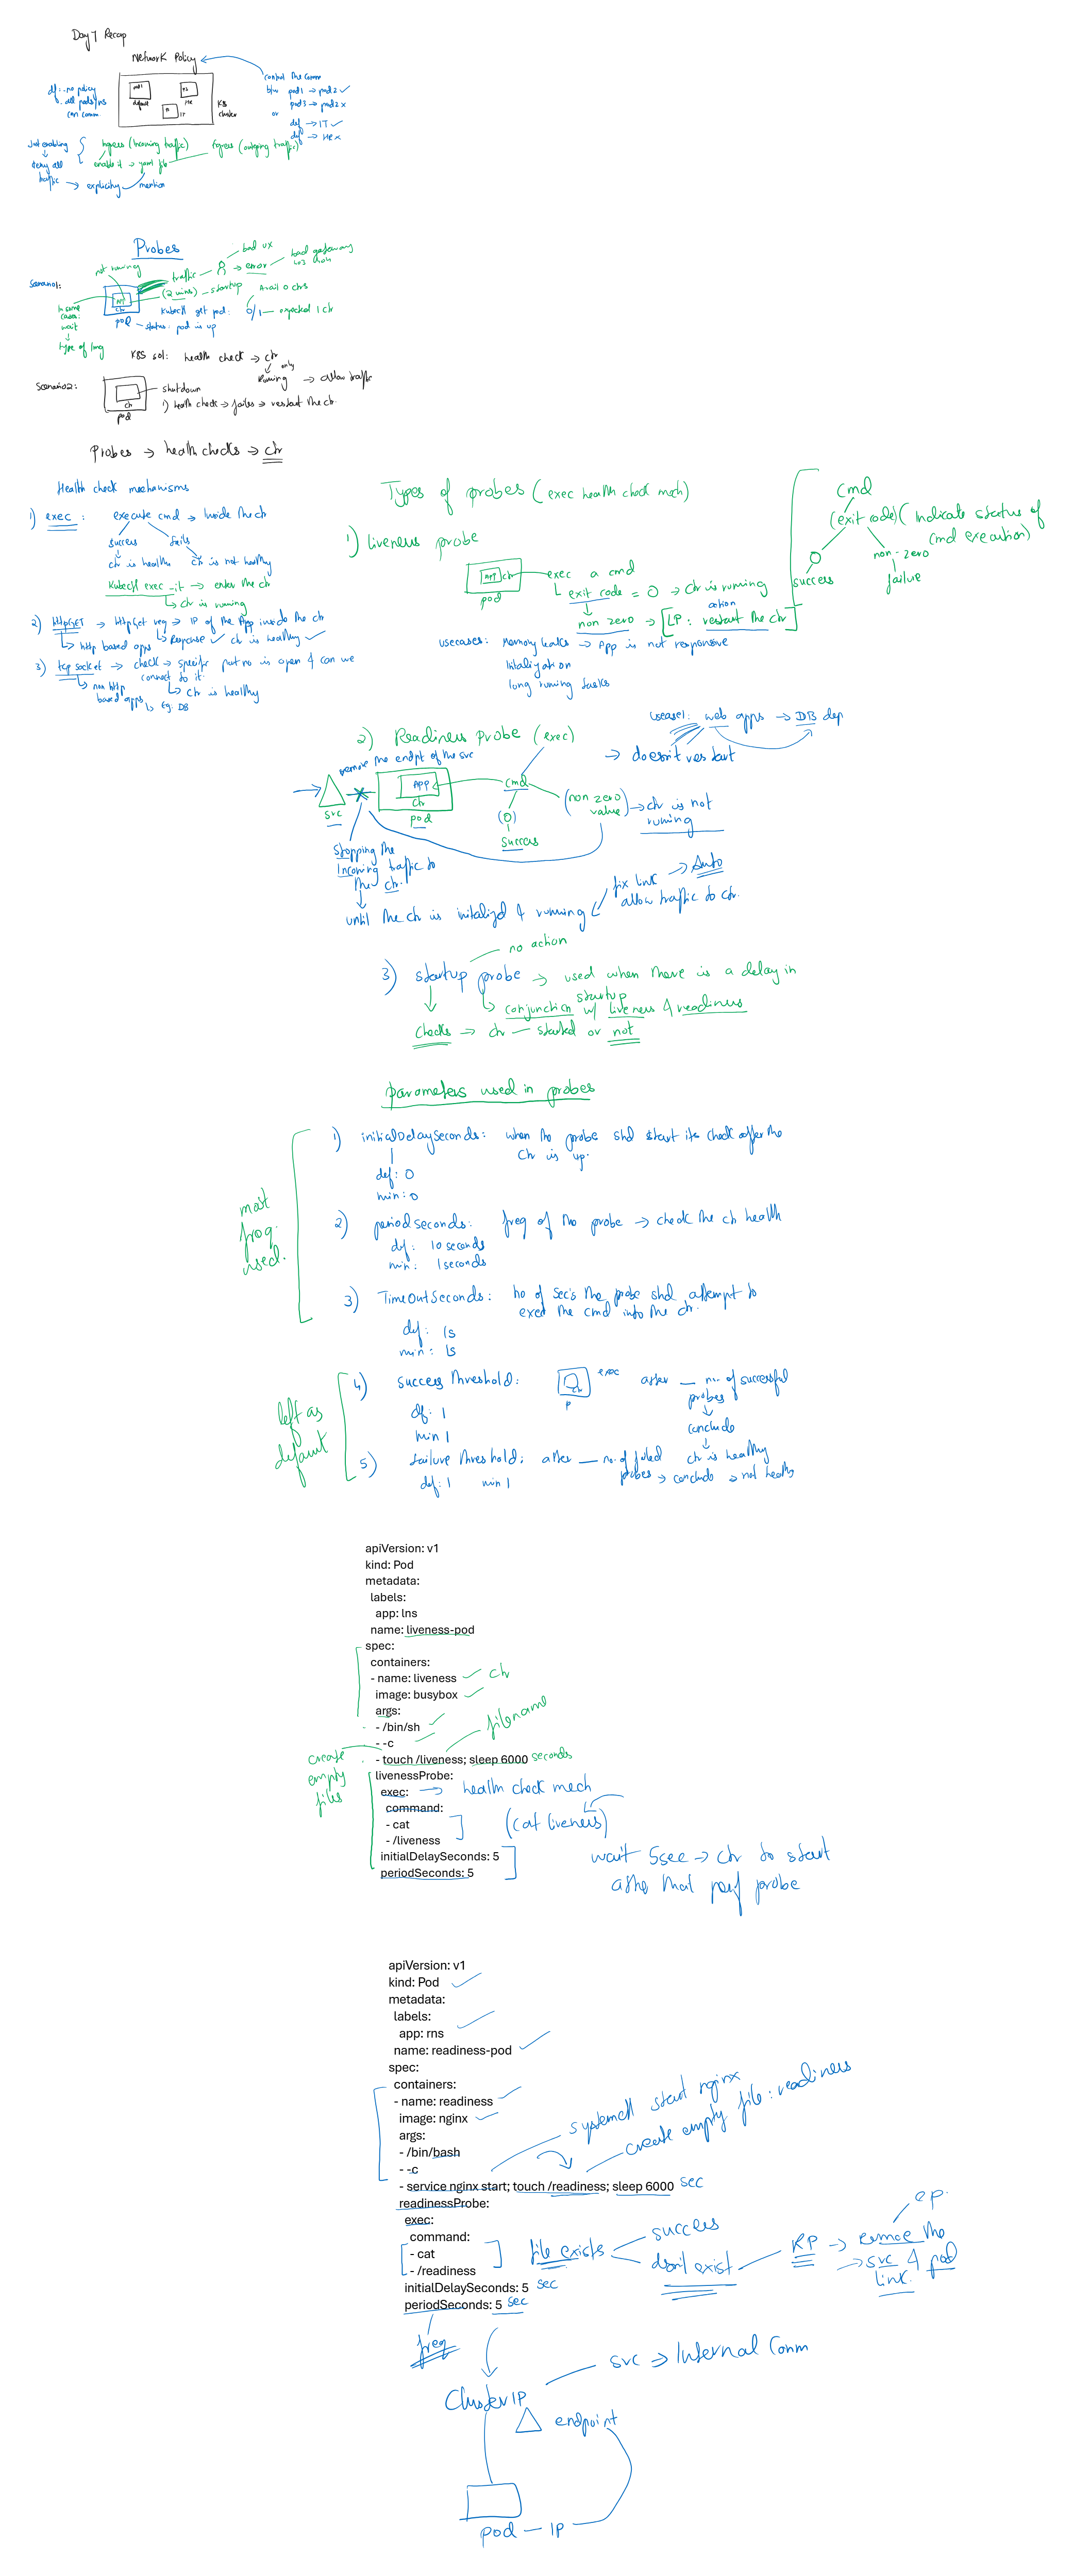 Day 7 Recap
Network Policy
def: no policy
all pods/ns
can comm.
default
HR
IT
K8s
cluster
control the comm
b/w pod1 → pod2 ✓
pod3 → pod2 x
or
def → IT ✓
def → HR x
Just enabling
↓
deny all
traffic → explicitly mention
Ingress (Incoming traffic)
Egress (outgoing traffic)
enable it → yaml file
Probes
Scenario1:
not running
APP
ctr
pod
traffic
→ error
bad ux
bad gateway
(2 mins) - startup
Avail 0 ctrs
kubectl get pod: 0/1 — expected 1 ctr
status: pod is up
In some
cases:
wait
↓
type of long
K8S sol: health check → ctr
↓ only
Running → allow traffic
Scenario2:
ctr
pod
shutdown
1) health check → fails → restart the ctr.
Probes → health checks → ctr
Health check mechanisms
1) exec: execute cmd → inside the ctr
success
fails
ctr is healthy
ctr is not healthy
kubectl exec -it → enter the ctr
↳ ctr is running
2) HttpGET → HttpGet req → IP of the App inside the ctr
↳ http based apps
↳ Response ✓ ctr is healthy ✓
3) tcp socket → check → specific port no is open & can we
connect to it.
↳ non http
based apps
↳ Eg: DB
↳ ctr is healthy
Types of probes (exec health check mech)
1) liveness probe
APP ctr
pod
exec a cmd
↳ exit code = 0 → ctr is running
action
non zero → [LP: restart the ctr]
usecases: Memory leaks → App is not responsive
Initialization
long running tasks
cmd
(exit code) (Indicate status of
cmd execution)
0
success
non-zero
failure
2) Readiness Probe (exec)
usecase1: web apps → DB dep
→ doesn't restart
remove the endpt of the svc
svc
APP
ctr
pod
cmd
(0)
success
(non zero
value) → ctr is not
running
Stopping the
Incoming traffic to
the ctr.
↓
until the ctr is initalizd & running
fix link → Auto
allow traffic to ctr.
no action
3) startup probe → used when there is a delay in
startup
↳ conjunction w/ liveness & readiness
checks → ctr — started or not
parameters used in probes
most
freq.
used.
1) initialDelaySeconds: when the probe shd start its check after the
ctr is up.
def: 0
min: 0
2) periodSeconds: freq of the probe → check the ctr health
def: 10 seconds
min: 1 seconds
3) TimeOutSeconds: no of sec's the probe shd attempt to
exec the cmd into the ctr.
def: 1s
min: 1s
left as
default
4) success Threshold: exec after — no. of successful
probes
↓
conclude
↓
ctr is healthy
df: 1
min 1
5) failure threshold: after — no. of failed
probes → conclude → not healthy
def: 1 min 1
apiVersion: v1
kind: Pod
metadata:
labels:
app: lns
name: liveness-pod
spec:
containers:
- name: liveness ✓ ctr
image: busybox ✓
args:
- /bin/sh ✓
- -c
- touch /liveness; sleep 6000 seconds
filename
create
empty
files
livenessProbe:
exec: → health check mech
command:
- cat
- /liveness
(cat liveness)
initialDelaySeconds: 5
periodSeconds: 5
wait 5sec → ctr to start
after that perf probe
apiVersion: v1
kind: Pod ✓
metadata:
labels:
app: rns
name: readiness-pod
spec:
containers:
- name: readiness
image: nginx
args:
- /bin/bash
- -c
- service nginx start; touch /readiness; sleep 6000 sec
systemctl start nginx
create empty file: readiness
readinessProbe:
exec:
command:
- cat
- /readiness
file exists
success
don't exist
RP → remove the
ep.
→ svc & pod
link.
initialDelaySeconds: 5 sec
periodSeconds: 5 sec
freq
ClusterIP
svc → Internal Comm
endpoint
pod — IP